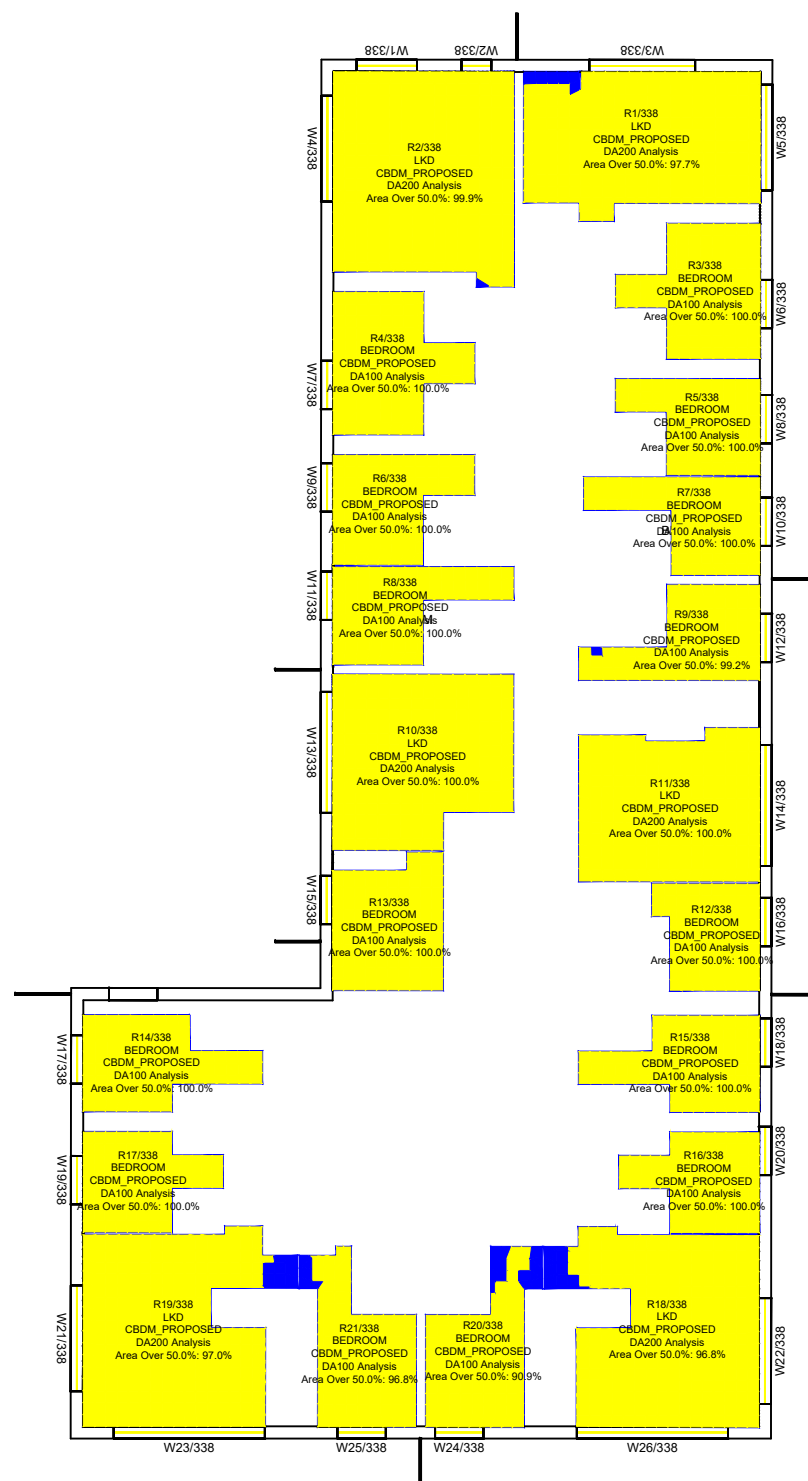 W1/338
W2/338
W3/338
W4/338
R2/338
LKD
CBDM_PROPOSED
DA200 Analysis
Area Over 50.0%: 99.9%
R1/338
LKD
CBDM_PROPOSED
DA200 Analysis
Area Over 50.0%: 97.7%
W5/338
R3/338
BEDROOM
CBDM_PROPOSED
DA100 Analysis
Area Over 50.0%: 100.0%
W6/338
W7/338
R4/338
BEDROOM
CBDM_PROPOSED
DA100 Analysis
Area Over 50.0%: 100.0%
R5/338
BEDROOM
CBDM_PROPOSED
DA100 Analysis
Area Over 50.0%: 100.0%
W8/338
W9/338
R6/338
BEDROOM
CBDM_PROPOSED
DA100 Analysis
Area Over 50.0%: 100.0%
R7/338
BEDROOM
CBDM_PROPOSED
DA100 Analysis
Area Over 50.0%: 100.0%
W10/338
W11/338
R8/338
BEDROOM
CBDM_PROPOSED
DA100 Analysis
Area Over 50.0%: 100.0%
R9/338
BEDROOM
CBDM_PROPOSED
DA100 Analysis
Area Over 50.0%: 99.2%
W12/338
W13/338
R10/338
LKD
CBDM_PROPOSED
DA200 Analysis
Area Over 50.0%: 100.0%
R11/338
LKD
CBDM_PROPOSED
DA200 Analysis
Area Over 50.0%: 100.0%
W14/338
W15/338
R13/338
BEDROOM
CBDM_PROPOSED
DA100 Analysis
Area Over 50.0%: 100.0%
R12/338
BEDROOM
CBDM_PROPOSED
DA100 Analysis
Area Over 50.0%: 100.0%
W16/338
W17/338
R14/338
BEDROOM
CBDM_PROPOSED
DA100 Analysis
Area Over 50.0%: 100.0%
R15/338
BEDROOM
CBDM_PROPOSED
DA100 Analysis
Area Over 50.0%: 100.0%
W18/338
W19/338
R17/338
BEDROOM
CBDM_PROPOSED
DA100 Analysis
Area Over 50.0%: 100.0%
R16/338
BEDROOM
CBDM_PROPOSED
DA100 Analysis
Area Over 50.0%: 100.0%
W20/338
W21/338
R19/338
LKD
CBDM_PROPOSED
DA200 Analysis
Area Over 50.0%: 97.0%
R21/338
BEDROOM
CBDM_PROPOSED
DA100 Analysis
Area Over 50.0%: 96.8%
R20/338
BEDROOM
CBDM_PROPOSED
DA100 Analysis
Area Over 50.0%: 90.9%
R18/338
LKD
CBDM_PROPOSED
DA200 Analysis
Area Over 50.0%: 96.8%
W22/338
W23/338
W25/338
W24/338
W26/338